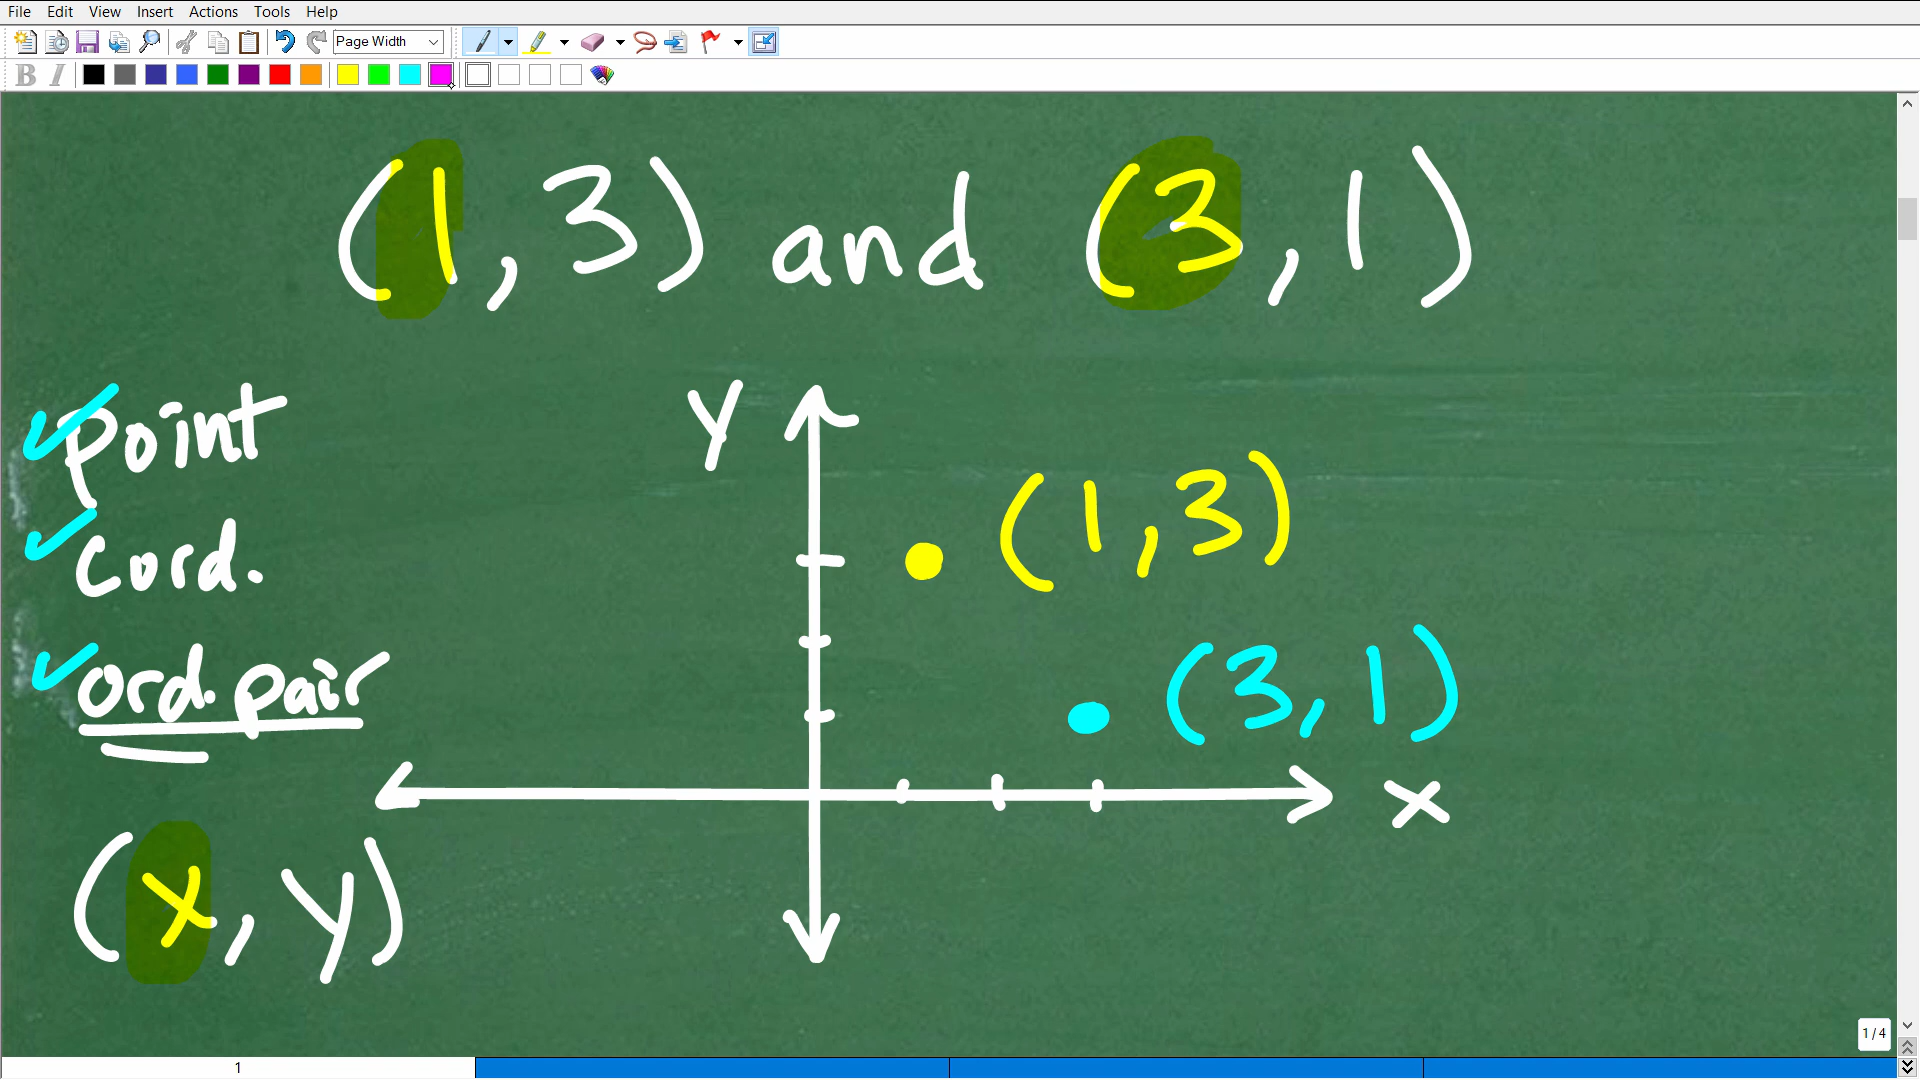 File Edit View Insert Actions Tools Help
Page Width
B I
(1, 3) and (3, 1)
Point
Cord.
ord. pair
(x, y)
y
(1, 3)
(3, 1)
x
1 / 4
1